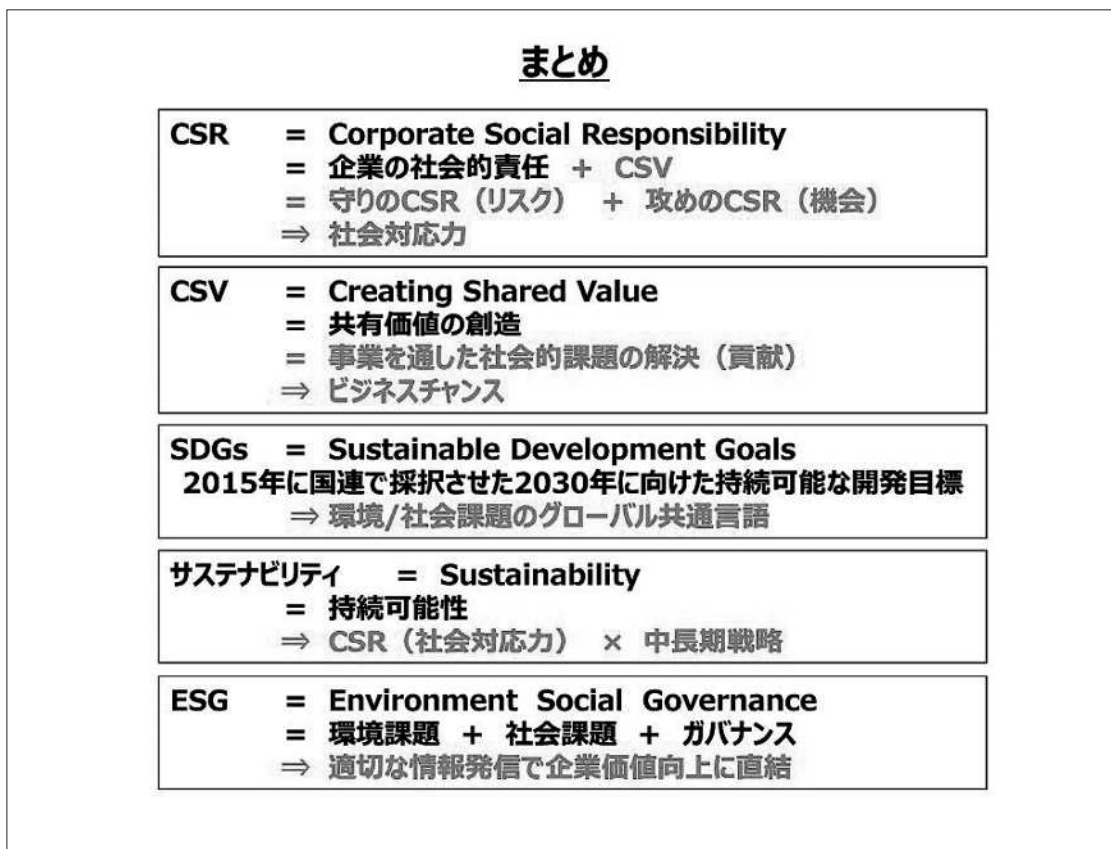 まとめ
CSR = Corporate Social Responsibility
= 企業の社会的責任 + CSV
= 守りのCSR（リスク） + 攻めのCSR（機会）
⇒ 社会対応力
CSV = Creating Shared Value
= 共有価値の創造
= 事業を通した社会的課題の解決（貢献）
⇒ ビジネスチャンス
SDGs = Sustainable Development Goals
2015年に国連で採択させた2030年に向けた持続可能な開発目標
⇒ 環境/社会課題のグローバル共通言語
サステナビリティ = Sustainability
= 持続可能性
⇒ CSR（社会対応力） × 中長期戦略
ESG = Environment Social Governance
= 環境課題 + 社会課題 + ガバナンス
⇒ 適切な情報発信で企業価値向上に直結